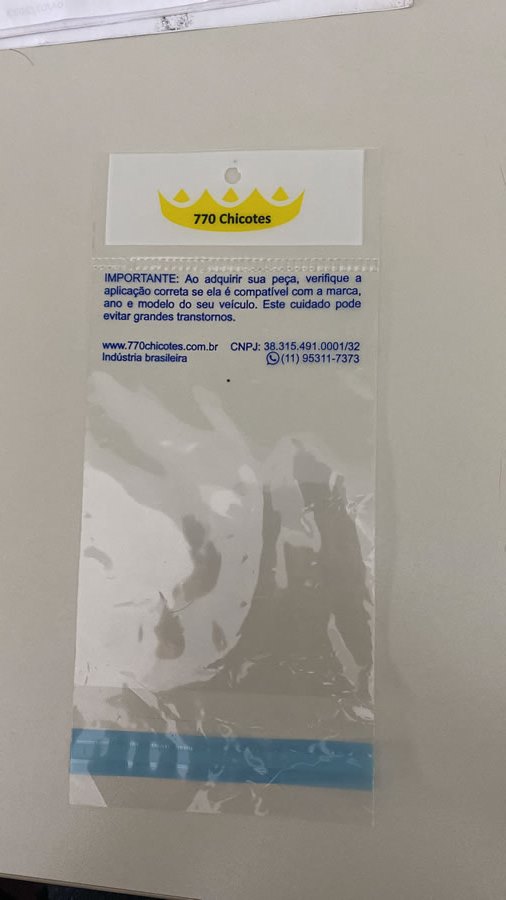 770 Chicotes
IMPORTANTE: Ao adquirir sua peça, verifique a
aplicação correta se ela é compatível com a marca,
ano e modelo do seu veículo. Este cuidado pode
evitar grandes transtornos.
www.770chicotes.com.br CNPJ: 38.315.491.0001/32
Indústria brasileira (11) 95311-7373